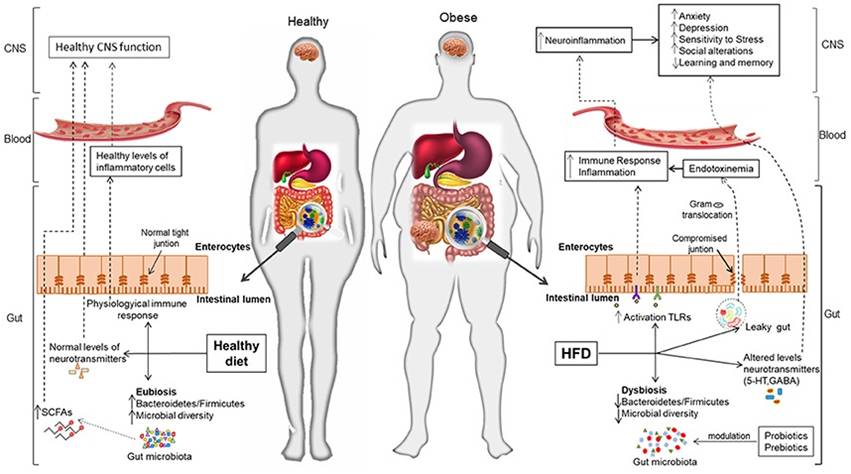 Healthy
Obese
CNS
Healthy CNS function
Blood
Healthy levels of
inflammatory cells
Gut
Normal tight
juntion
Enterocytes
Intestinal lumen
Physiologyical immune
response
Normal levels of
neurotransmitters
Healthy
diet
Eubiosis
↑ Bacteroidetes/Firmicutes
↑ Microbial diversity
↑ SCFAs
Gut microbiota
↑ Neuroinflammation
↑ Anxiety
↑ Depression
↑ Sensitivity to Stress
↑ Social alterations
↓ Learning and memory
CNS
Blood
↑ Immune Response
Inflammation
Endotoxinemia
Gram
translocation
Compromised
juntion
Enterocytes
Intestinal lumen
↑ Activation TLRs
Leaky gut
Gut
HFD
Altered levels
neurotransmitters
(5-HT,GABA)
Dysbiosis
↓ Bacteroidetes/Firmicutes
↓ Microbial diversity
Gut microbiota
modulation
Probiotics
Prebiotics